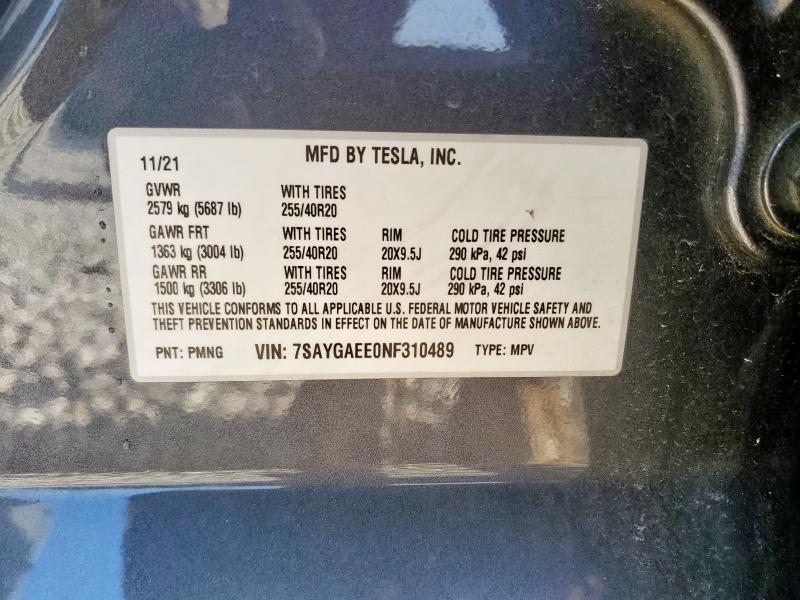 11/21 MFD BY TESLA, INC.
GVWR WITH TIRES
2579 kg (5687 lb) 255/40R20
GAWR FRT WITH TIRES RIM COLD TIRE PRESSURE
1363 kg (3004 lb) 255/40R20 20X9.5J 290 kPa, 42 psi
GAWR RR WITH TIRES RIM COLD TIRE PRESSURE
1500 kg (3306 lb) 255/40R20 20X9.5J 290 kPa, 42 psi
THIS VEHICLE CONFORMS TO ALL APPLICABLE U.S. FEDERAL MOTOR VEHICLE SAFETY AND
THEFT PREVENTION STANDARDS IN EFFECT ON THE DATE OF MANUFACTURE SHOWN ABOVE.
PNT: PMNG VIN: 7SAYGAEE0NF310489 TYPE: MPV